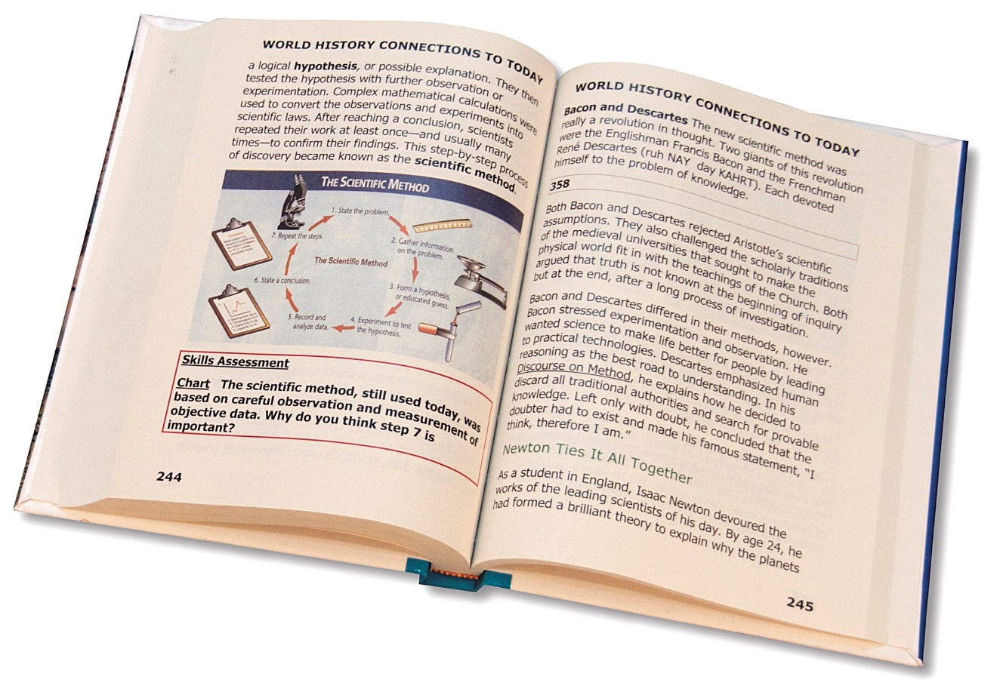 WORLD HISTORY CONNECTIONS TO TODAY
a logical hypothesis, or possible explanation. They then
tested the hypothesis with further observation or
experimentation. Complex mathematical calculations were
used to convert the observations and experiments into
scientific laws. After reaching a conclusion, scientists
repeated their work at least once—and usually many
times—to confirm their findings. This step-by-step process
of discovery became known as the scientific method.
THE SCIENTIFIC METHOD
1. State the problem.
2. Gather information
on the problem.
3. Form a hypothesis,
or educated guess.
4. Experiment to test
the hypothesis.
5. Record and
analyze data.
6. State a conclusion.
7. Repeat the steps.
The Scientific Method
Skills Assessment
Chart The scientific method, still used today, was
based on careful observation and measurement of
objective data. Why do you think step 7 is
important?
244
WORLD HISTORY CONNECTIONS TO TODAY
Bacon and Descartes The new scientific method was
really a revolution in thought. Two giants of this revolution
were the Englishman Francis Bacon and the Frenchman
René Descartes (ruh NAY day KAHRT). Each devoted
himself to the problem of knowledge.
358
Both Bacon and Descartes rejected Aristotle's scientific
assumptions. They also challenged the scholarly traditions
of the medieval universities that sought to make the
physical world fit in with the teachings of the Church. Both
argued that truth is not known at the beginning of inquiry
but at the end, after a long process of investigation.
Bacon and Descartes differed in their methods, however.
Bacon stressed experimentation and observation. He
wanted science to make life better for people by leading
to practical technologies. Descartes emphasized human
reasoning as the best road to understanding. In his
Discourse on Method, he explains how he decided to
discard all traditional authorities and search for provable
knowledge. Left only with doubt, he concluded that the
doubter had to exist and made his famous statement, "I
think, therefore I am."
Newton Ties It All Together
As a student in England, Isaac Newton devoured the
works of the leading scientists of his day. By age 24, he
had formed a brilliant theory to explain why the planets
245